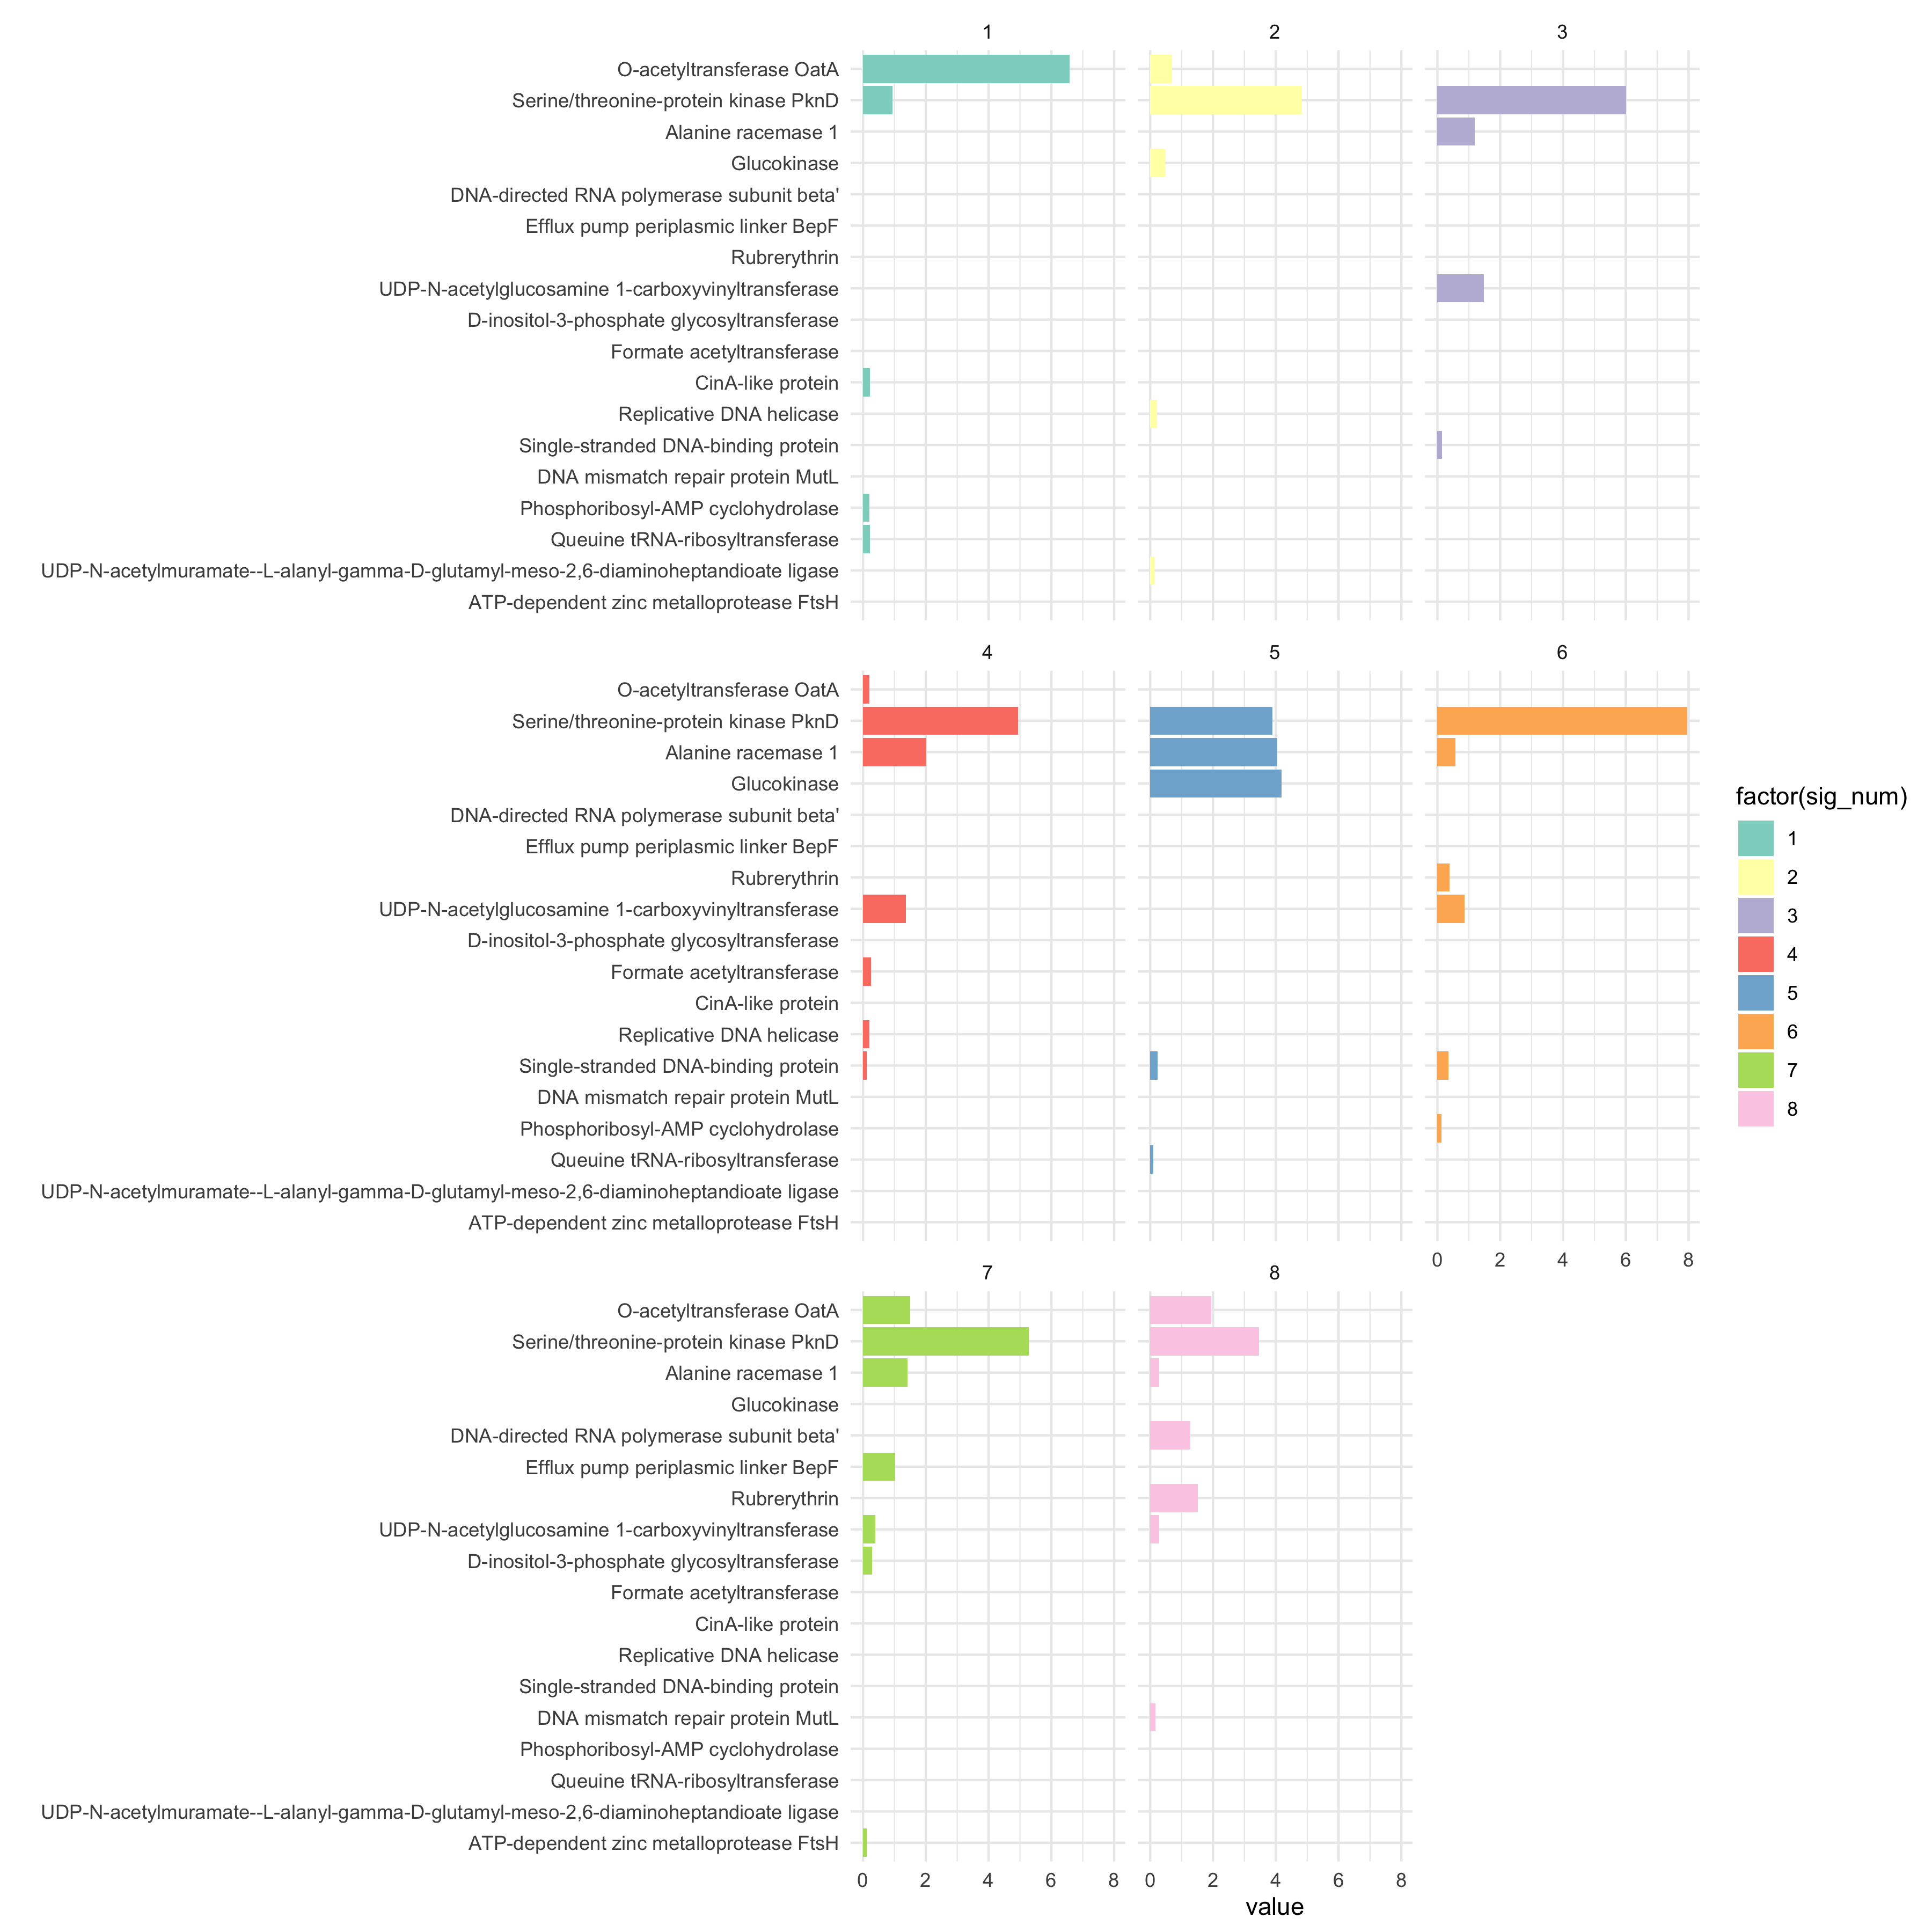 1 2 3
O-acetyltransferase OatA
Serine/threonine-protein kinase PknD
Alanine racemase 1
Glucokinase
DNA-directed RNA polymerase subunit beta'
Efflux pump periplasmic linker BepF
Rubrerythrin
UDP-N-acetylglucosamine 1-carboxyvinyltransferase
D-inositol-3-phosphate glycosyltransferase
Formate acetyltransferase
CinA-like protein
Replicative DNA helicase
Single-stranded DNA-binding protein
DNA mismatch repair protein MutL
Phosphoribosyl-AMP cyclohydrolase
Queuine tRNA-ribosyltransferase
UDP-N-acetylmuramate--L-alanyl-gamma-D-glutamyl-meso-2,6-diaminoheptandioate ligase
ATP-dependent zinc metalloprotease FtsH
4 5 6
O-acetyltransferase OatA
Serine/threonine-protein kinase PknD
Alanine racemase 1
Glucokinase
DNA-directed RNA polymerase subunit beta'
Efflux pump periplasmic linker BepF
Rubrerythrin
UDP-N-acetylglucosamine 1-carboxyvinyltransferase
D-inositol-3-phosphate glycosyltransferase
Formate acetyltransferase
CinA-like protein
Replicative DNA helicase
Single-stranded DNA-binding protein
DNA mismatch repair protein MutL
Phosphoribosyl-AMP cyclohydrolase
Queuine tRNA-ribosyltransferase
UDP-N-acetylmuramate--L-alanyl-gamma-D-glutamyl-meso-2,6-diaminoheptandioate ligase
ATP-dependent zinc metalloprotease FtsH
0 2 4 6 8
7 8
O-acetyltransferase OatA
Serine/threonine-protein kinase PknD
Alanine racemase 1
Glucokinase
DNA-directed RNA polymerase subunit beta'
Efflux pump periplasmic linker BepF
Rubrerythrin
UDP-N-acetylglucosamine 1-carboxyvinyltransferase
D-inositol-3-phosphate glycosyltransferase
Formate acetyltransferase
CinA-like protein
Replicative DNA helicase
Single-stranded DNA-binding protein
DNA mismatch repair protein MutL
Phosphoribosyl-AMP cyclohydrolase
Queuine tRNA-ribosyltransferase
UDP-N-acetylmuramate--L-alanyl-gamma-D-glutamyl-meso-2,6-diaminoheptandioate ligase
ATP-dependent zinc metalloprotease FtsH
0 2 4 6 8 0 2 4 6 8
value
factor(sig_num)
1
2
3
4
5
6
7
8